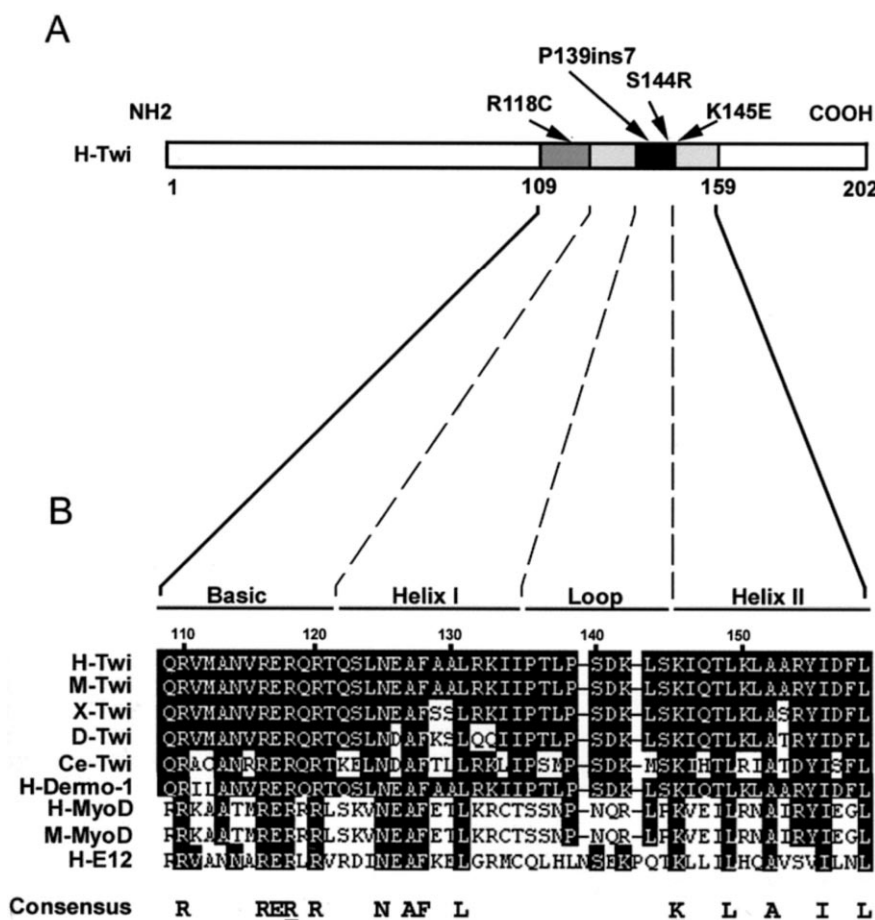 A
P139ins7
S144R
R118C
K145E
NH2
COOH
H-Twi
1 109 159 202
B
Basic Helix I Loop Helix II
110 120 130 140 150
H-Twi QRVMANVRERQRTQSLNEAFAALRKIIPTLP-SDK-LSKIQTLKLAARYIDFL
M-Twi QRVMANVRERQRTQSLNEAFAALRKIIPTLP-SDK-LSKIQTLKLAARYIDFL
X-Twi QRVMANVRERQRTQSLNEAFSSLRKIIPTLP-SDK-LSKIQTLKLASRYIDFL
D-Twi QRVMANVRERQRTQSLNDAFKSLQQIIPTLP-SDK-LSKIQTLKLATRYIDFL
Ce-Twi QRACANRRERQRTKELNDAFTLLRKLIPSMP-SDK-MSKIHTLRIATDYISFL
H-Dermo-1 QRILANVRERQRTQSLNEAFAALRKIIPTLP-SDK-LSKIQTLKLAARYIDFL
H-MyoD RRKAATMRERRRLSKVNEAFETLKRCTSSNP-NQR-LPKVEILRNAIRYIEGL
M-MyoD RRKAATMRERRRLSKVNEAFETLKRCTSSNP-NQR-LPKVEILRNAIRYIEGL
H-E12 RRVANNARERLRVRDINEAFKELGRMCQLHLNSEKPQTKLLILHQAVSVILNL
Consensus R RER R N AF L K L A I L